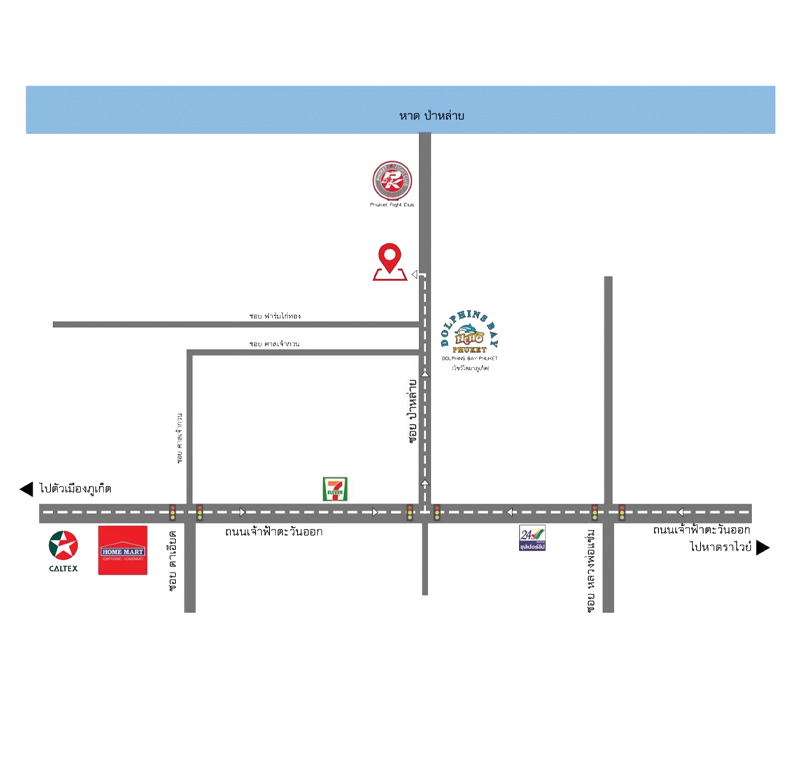 หาด ป่าหล่าย
Phuket Fight Club
ซอย ฟาร์มไก่ทอง
ซอย ศาลเจ้ากวน
DOLPHINS BAY
PHUKET
DOLPHINS BAY PHUKET
(โชว์โลมาภูเก็ต)
ซอย ป่าหล่าย
ซอย ศาลเจ้ากวน
ไปตัวเมืองภูเก็ต
7
ELEVEN
ถนนเจ้าฟ้าตะวันออก
ถนนเจ้าฟ้าตะวันออก
ไปหาดราไวย์
CALTEX
HOME MART
ซอย ตาเอียด
24
ซุปเปอร์ชีป
ซอย หลวงพ่อแช่ม